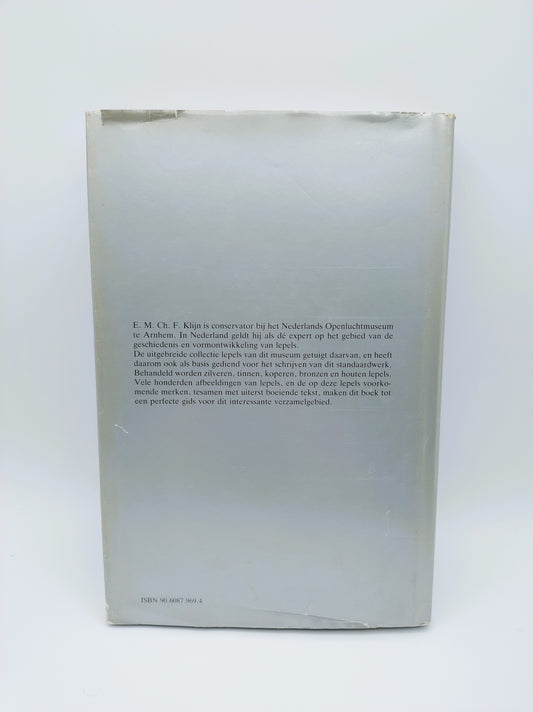 E. M. Ch. F. Klijn is conservator bij het Nederlands Openluchtmuseum
te Arnhem. In Nederland geldt hij als dé expert op het gebied van de
geschiedenis en vormontwikkeling van lepels.
De uitgebreide collectie lepels van dit museum getuigt daarvan, en heeft
daarom ook als basis gediend voor het schrijven van dit standaardwerk.
Behandeld worden zilveren, tinnen, koperen, bronzen en houten lepels.
Vele honderden afbeeldingen van lepels, en de op deze lepels voorko-
mende merken, tesamen met uiterst boeiende tekst, maken dit boek tot
een perfecte gids voor dit interessante verzamelgebied.
ISBN 90.6087.969.4